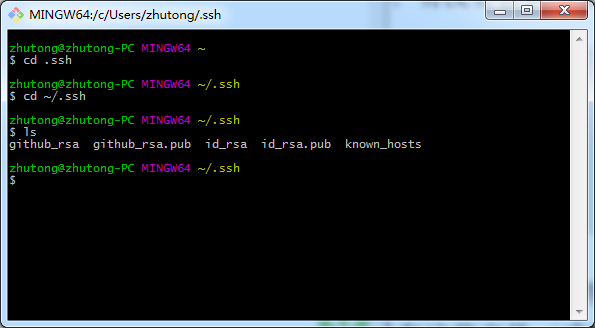 MINGW64:/c/Users/zhutong/.ssh
zhutong@zhutong-PC MINGW64 ~
$ cd .ssh
zhutong@zhutong-PC MINGW64 ~/.ssh
$ cd ~/.ssh
zhutong@zhutong-PC MINGW64 ~/.ssh
$ ls
github_rsa  github_rsa.pub  id_rsa  id_rsa.pub  known_hosts
zhutong@zhutong-PC MINGW64 ~/.ssh
$